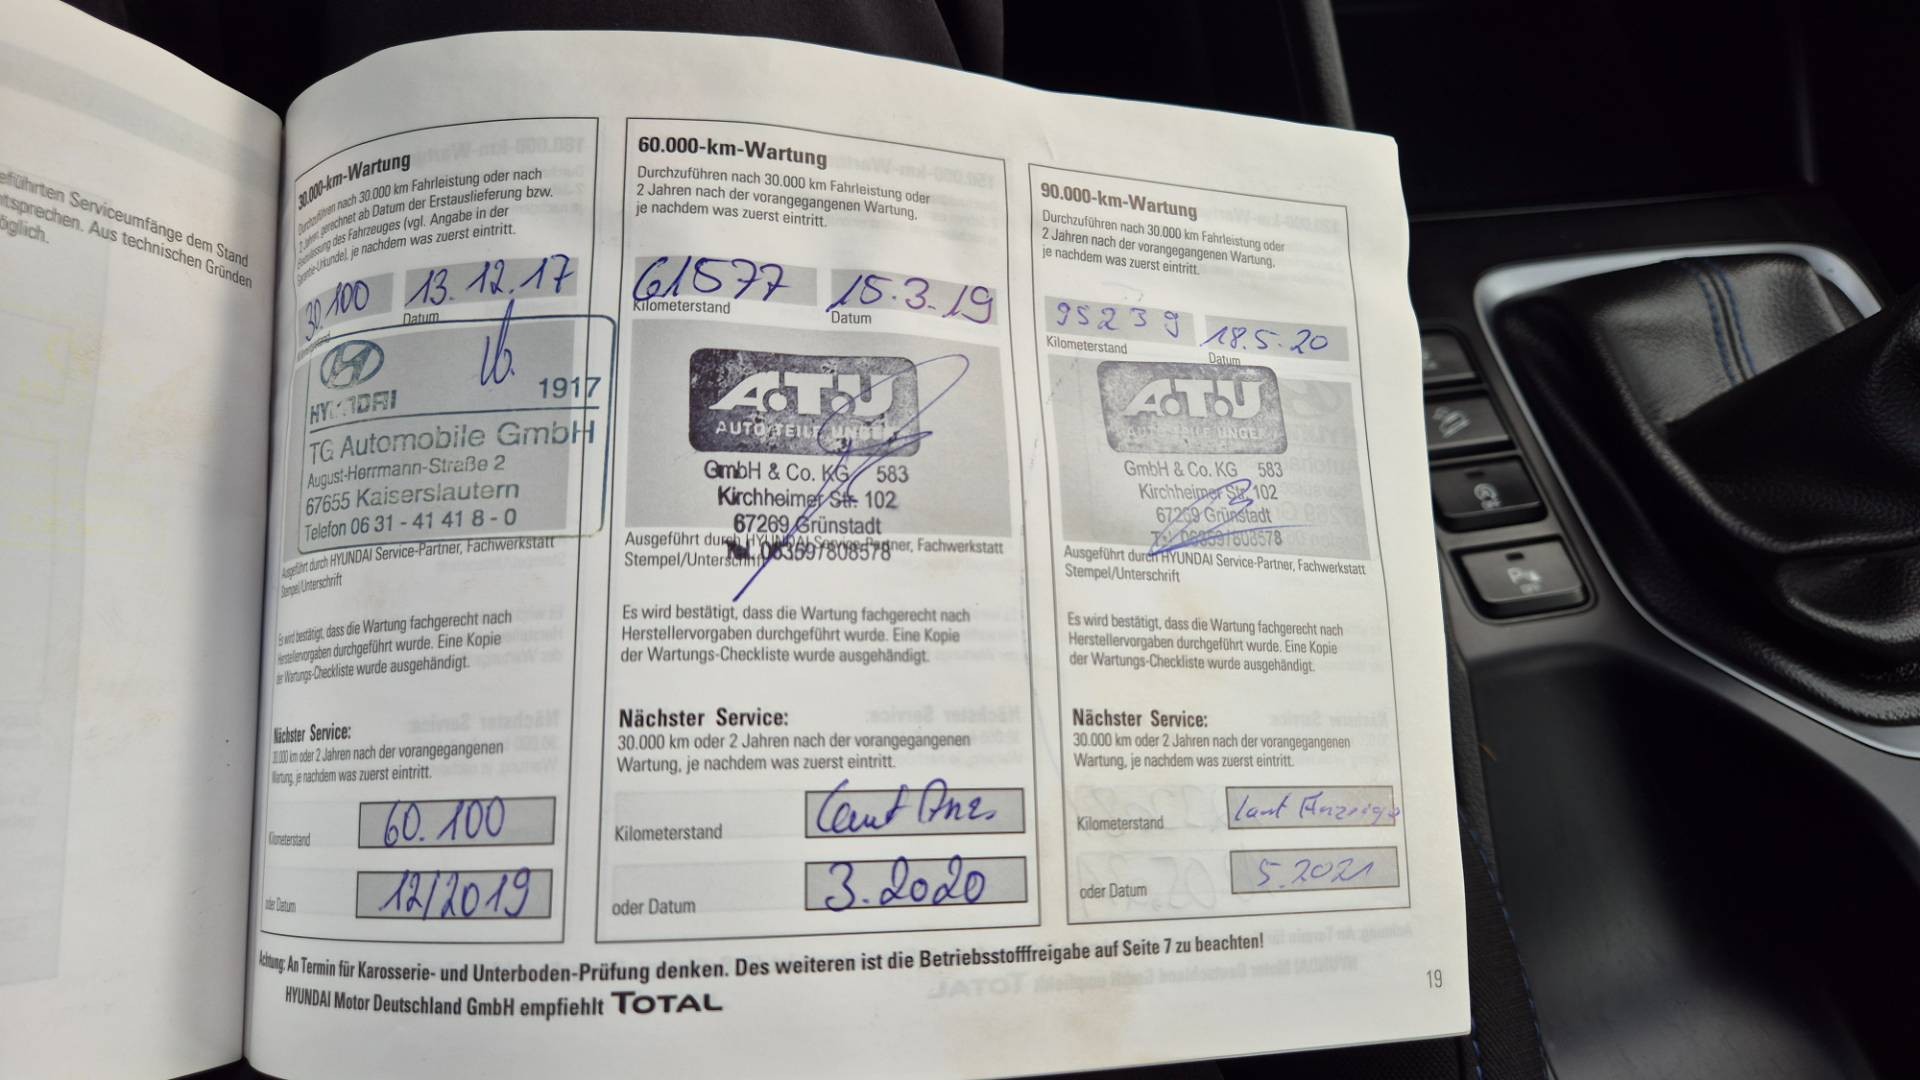 eführten Serviceumfänge dem Stand
ntsprechen. Aus technischen Gründen
öglich.
30.000-km-Wartung
Durchzuführen nach 30.000 km Fahrleistung oder nach
2 Jahren, gerechnet ab Datum der Erstauslieferung bzw.
Erstzulassung des Fahrzeuges (vgl. Angabe in der
Garantie-Urkunde), je nachdem was zuerst eintritt.
30.100
13.12.17
Datum
HYUNDAI
1917
TG Automobile GmbH
August-Herrmann-Straße 2
67655 Kaiserslautern
Telefon 06 31 - 41 41 8 - 0
Ausgeführt durch HYUNDAI Service-Partner, Fachwerkstatt
Stempel/Unterschrift
Es wird bestätigt, dass die Wartung fachgerecht nach
Herstellervorgaben durchgeführt wurde. Eine Kopie
der Wartungs-Checkliste wurde ausgehändigt.
Nächster Service:
30.000 km oder 2 Jahren nach der vorangegangenen
Wartung, je nachdem was zuerst eintritt.
Kilometerstand
60.100
oder Datum
12/2019
60.000-km-Wartung
Durchzuführen nach 30.000 km Fahrleistung oder
2 Jahren nach der vorangegangenen Wartung,
je nachdem was zuerst eintritt.
61577
Kilometerstand
15.3.19
Datum
A.T.U
AUTO TEILE UNGER
GmbH & Co. KG 583
Kirchheimer Str. 102
67269 Grünstadt
Tel. 06359/808578
Ausgeführt durch HYUNDAI Service-Partner, Fachwerkstatt
Stempel/Unterschrift
Es wird bestätigt, dass die Wartung fachgerecht nach
Herstellervorgaben durchgeführt wurde. Eine Kopie
der Wartungs-Checkliste wurde ausgehändigt.
Nächster Service:
30.000 km oder 2 Jahren nach der vorangegangenen
Wartung, je nachdem was zuerst eintritt.
Kilometerstand
Laut Anz.
oder Datum
3.2020
90.000-km-Wartung
Durchzuführen nach 30.000 km Fahrleistung oder
2 Jahren nach der vorangegangenen Wartung,
je nachdem was zuerst eintritt.
95239
Kilometerstand
18.5.20
Datum
A.T.U
AUTO TEILE UNGER
GmbH & Co. KG 583
Kirchheimer Str. 102
67269 Grünstadt
Tel. 06359/808578
Ausgeführt durch HYUNDAI Service-Partner, Fachwerkstatt
Stempel/Unterschrift
Es wird bestätigt, dass die Wartung fachgerecht nach
Herstellervorgaben durchgeführt wurde. Eine Kopie
der Wartungs-Checkliste wurde ausgehändigt.
Nächster Service:
30.000 km oder 2 Jahren nach der vorangegangenen
Wartung, je nachdem was zuerst eintritt.
Kilometerstand
laut Anzeige
oder Datum
5.2021
Achtung: An Termin für Karosserie- und Unterboden-Prüfung denken. Des weiteren ist die Betriebsstofffreigabe auf Seite 7 zu beachten!
HYUNDAI Motor Deutschland GmbH empfiehlt TOTAL
19
P
OFF